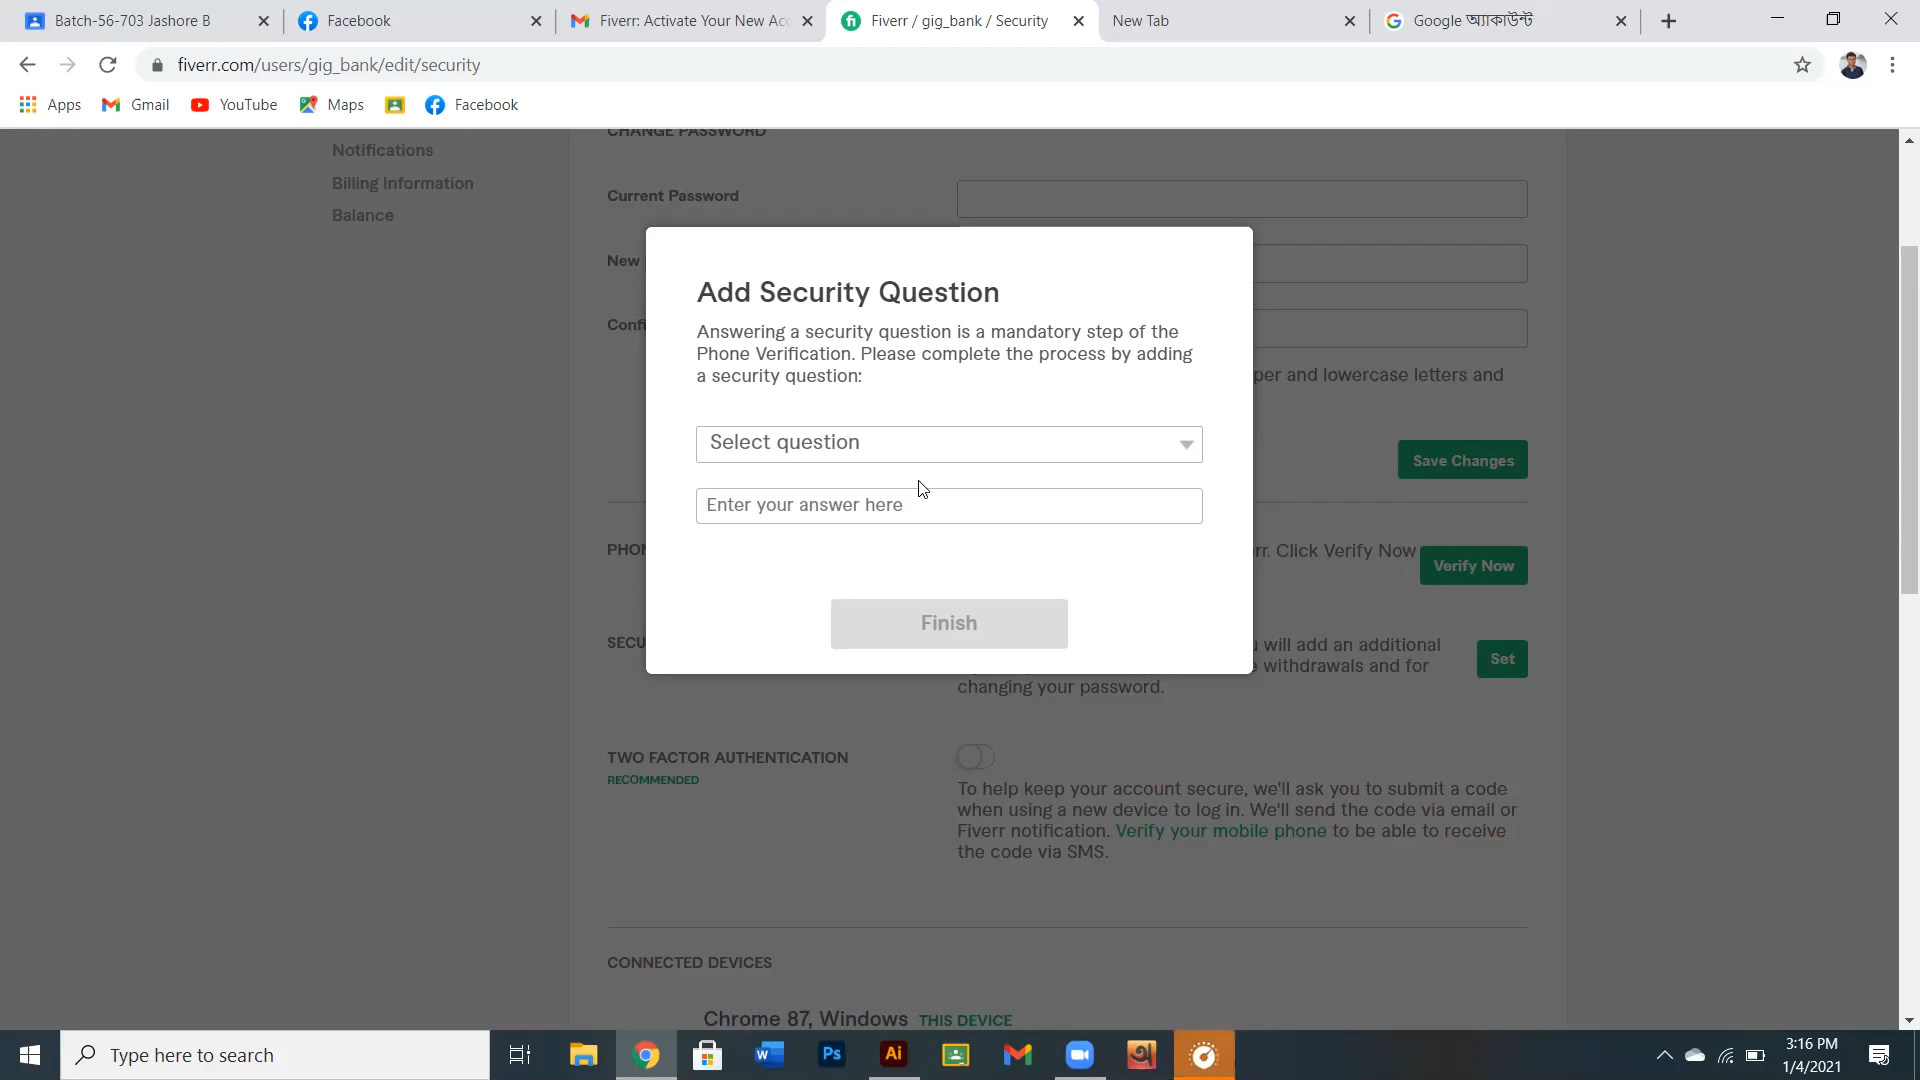 Batch-56-703 Jashore B
Facebook
Fiverr: Activate Your New Acc
Fiverr / gig_bank / Security
New Tab
Google অ্যাকাউন্ট
fiverr.com/users/gig_bank/edit/security
Apps
Gmail
YouTube
Maps
Facebook
CHANGE PASSWORD
Notifications
Billing Information
Balance
Current Password
New
Confi
per and lowercase letters and
Save Changes
Add Security Question
Answering a security question is a mandatory step of the
Phone Verification. Please complete the process by adding
a security question:
Select question
Enter your answer here
Finish
PHON
rr. Click Verify Now
Verify Now
SECU
will add an additional
withdrawals and for
changing your password.
Set
TWO FACTOR AUTHENTICATION
RECOMMENDED
To help keep your account secure, we'll ask you to submit a code
when using a new device to log in. We'll send the code via email or
Fiverr notification. Verify your mobile phone to be able to receive
the code via SMS.
CONNECTED DEVICES
Chrome 87, Windows THIS DEVICE
Type here to search
Ps
Ai
3:16 PM
1/4/2021